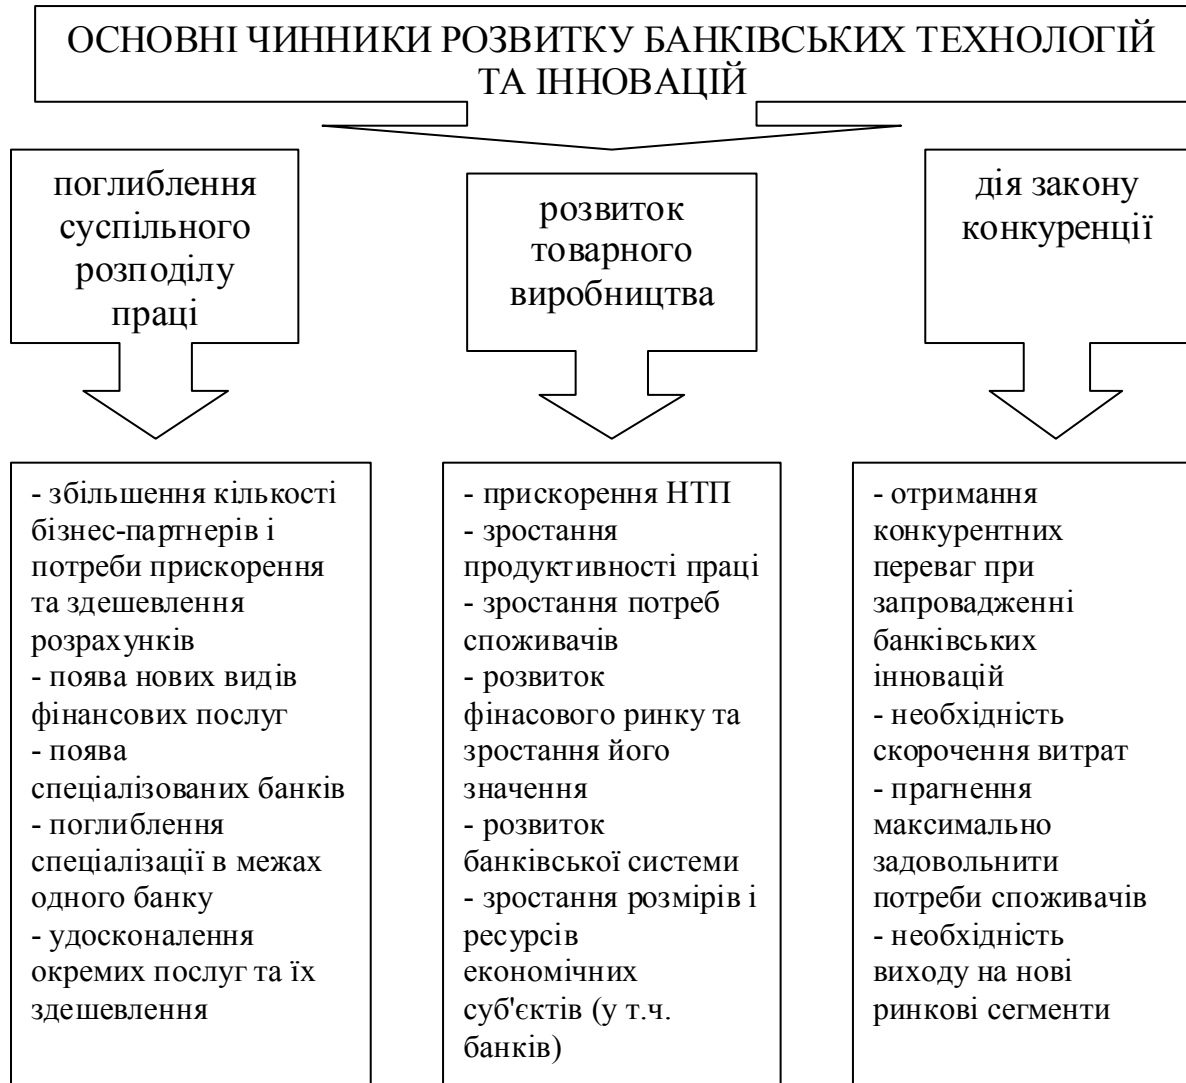 ОСНОВНІ ЧИННИКИ РОЗВИТКУ БАНКІВСЬКИХ ТЕХНОЛОГІЙ
ТА ІННОВАЦІЙ
поглиблення
суспільного
розподілу
праці
розвиток
товарного
виробництва
дія закону
конкуренції
- збільшення кількості
бізнес-партнерів і
потреби прискорення
та здешевлення
розрахунків
- поява нових видів
фінансових послуг
- поява
спеціалізованих банків
- поглиблення
спеціалізації в межах
одного банку
- удосконалення
окремих послуг та їх
здешевлення
- прискорення НТП
- зростання
продуктивності праці
- зростання потреб
споживачів
- розвиток
фінасового ринку та
зростання його
значення
- розвиток
банківської системи
- зростання розмірів і
ресурсів
економічних
суб'єктів (у т.ч.
банків)
- отримання
конкурентних
переваг при
запровадженні
банківських
інновацій
- необхідність
скорочення витрат
- прагнення
максимально
задовольнити
потреби споживачів
- необхідність
виходу на нові
ринкові сегменти